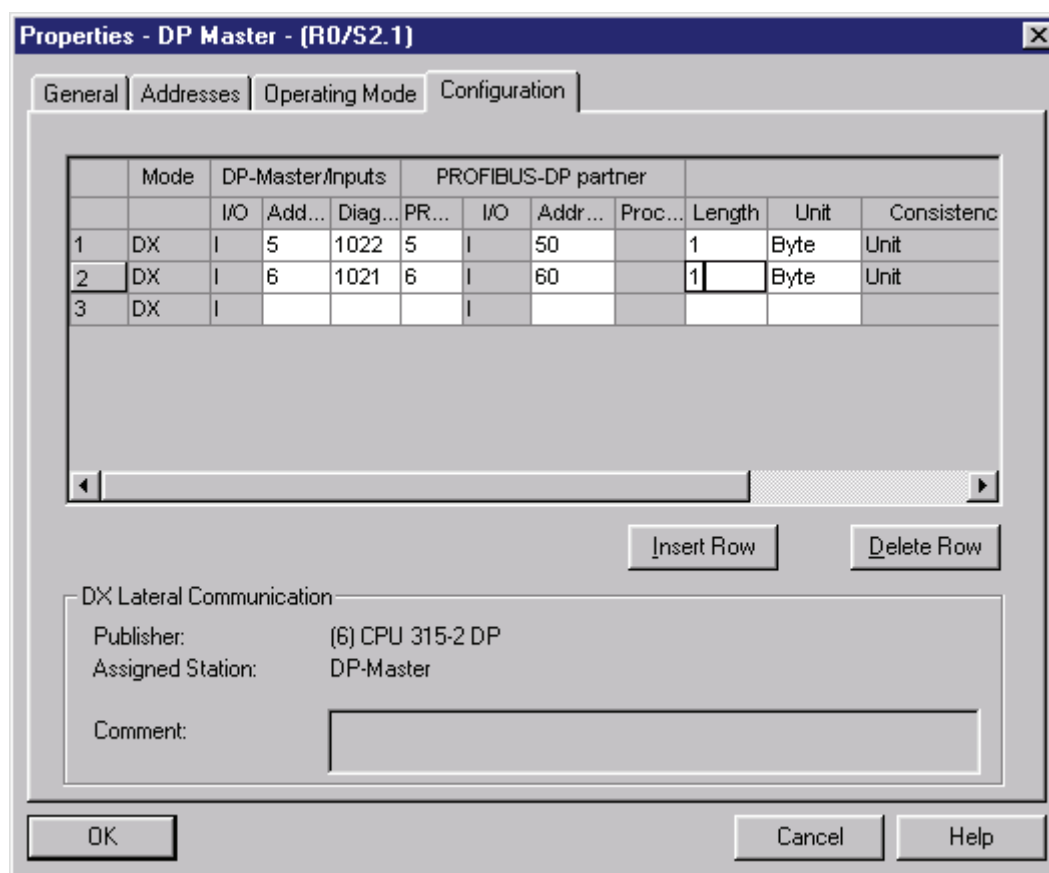 Properties - DP Master - (R0/S2.1)
General Addresses Operating Mode Configuration
Mode DP-Master/Inputs PROFIBUS-DP partner
I/O Add... Diag... PR... I/O Addr... Proc... Length Unit Consistenc
1 DX I 5 1022 5 I 50 1 Byte Unit
2 DX I 6 1021 6 I 60 1 Byte Unit
3 DX I I
Insert Row Delete Row
DX Lateral Communication
Publisher: (6) CPU 315-2 DP
Assigned Station: DP-Master
Comment:
OK Cancel Help